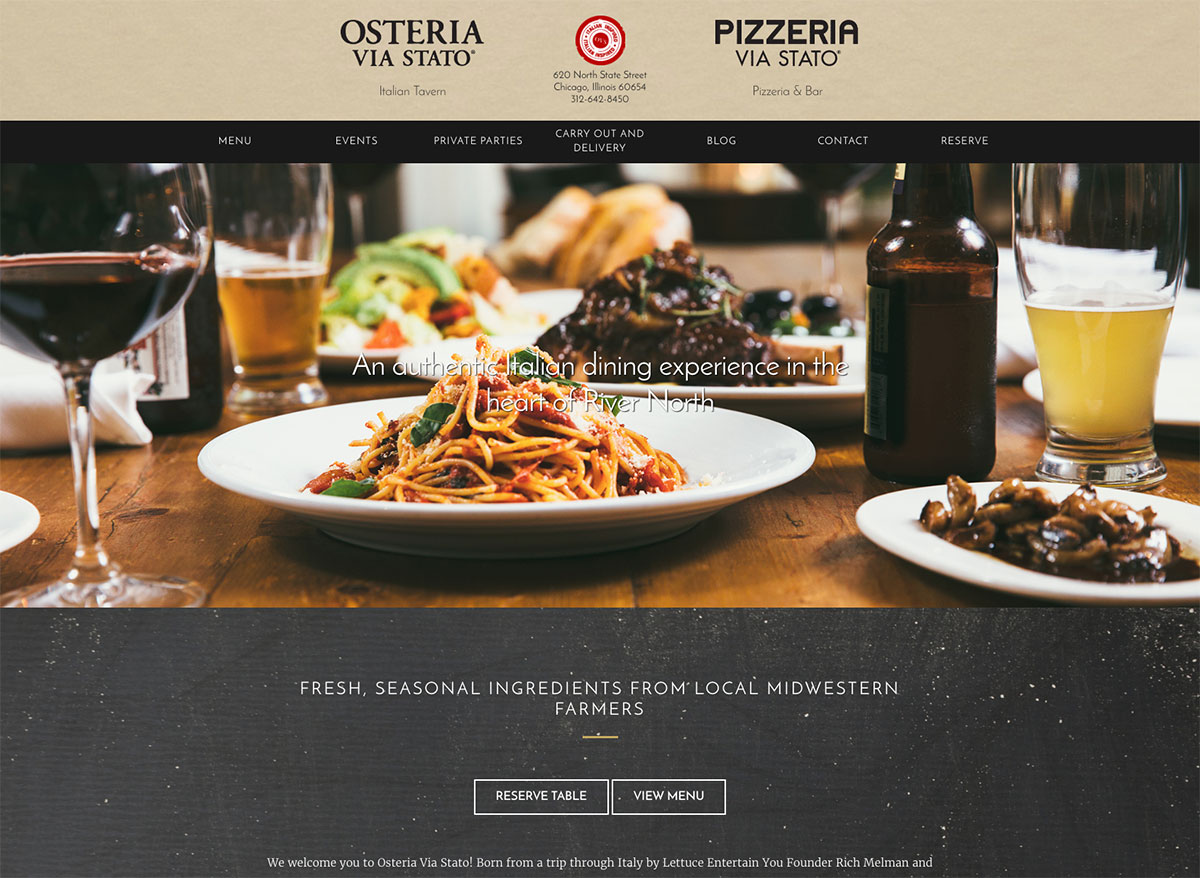 OSTERIA
VIA STATO®
Italian Tavern
620 North State Street
Chicago, Illinois 60654
312-642-8450
PIZZERIA
VIA STATO®
Pizzeria & Bar
MENU
EVENTS
PRIVATE PARTIES
CARRY OUT AND
DELIVERY
BLOG
CONTACT
RESERVE
An authentic Italian dining experience in the
heart of River North
FRESH, SEASONAL INGREDIENTS FROM LOCAL MIDWESTERN
FARMERS
RESERVE TABLE
VIEW MENU
We welcome you to Osteria Via Stato! Born from a trip through Italy by Lettuce Entertain You Founder Rich Melman and